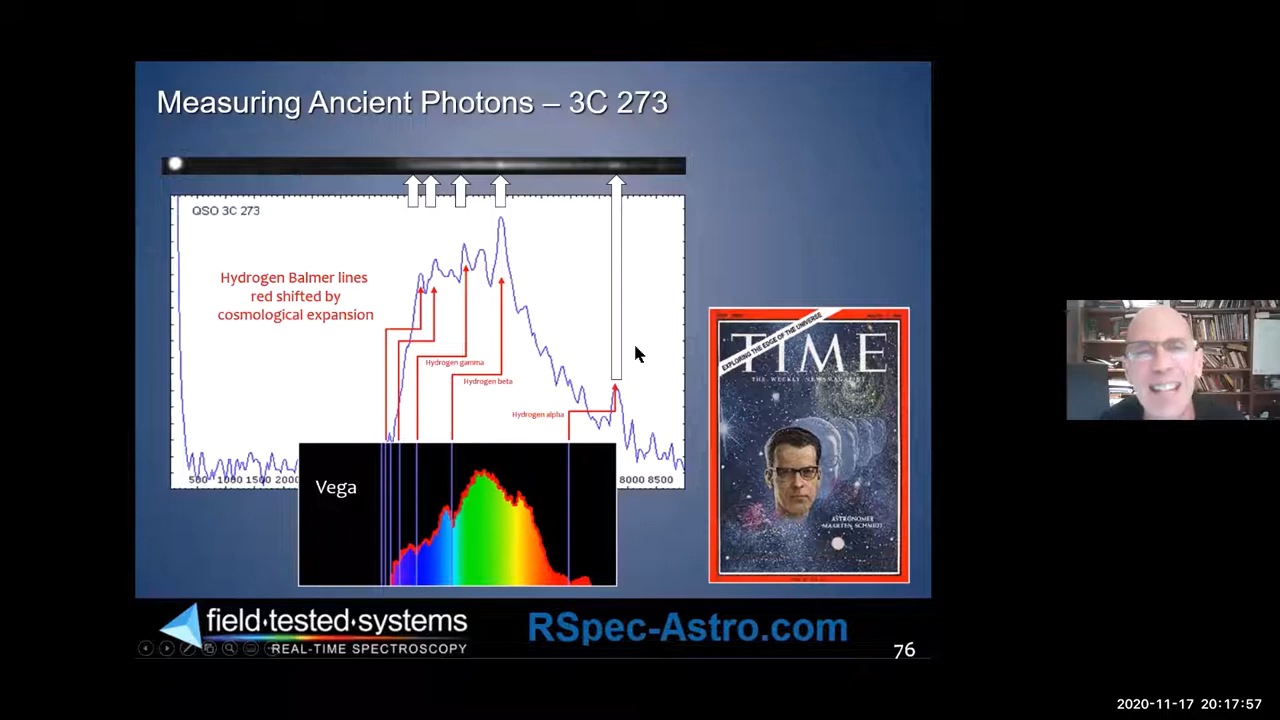 Measuring Ancient Photons – 3C 273
QSO 3C 273
Hydrogen Balmer lines
red shifted by
cosmological expansion
Hydrogen gamma
Hydrogen beta
Hydrogen alpha
500 1000 1500 2000
8000 8500
Vega
EXPLORING THE EDGE OF THE UNIVERSE
TIME
THE WEEKLY NEWSMAGAZINE
ASTRONOMER
MAARTEN SCHMIDT
field·tested·systems
REAL-TIME SPECTROSCOPY
RSpec-Astro.com
76
2020-11-17 20:17:57